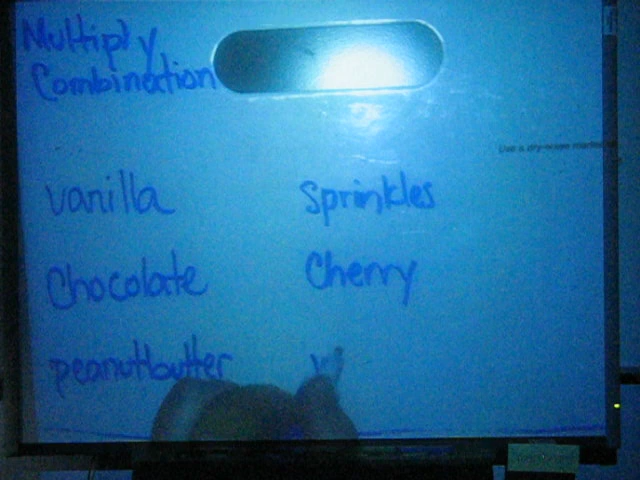 Multiply
Combination
Use a dry-erase marker
vanilla
Sprinkles
Chocolate
Cherry
peanutbutter